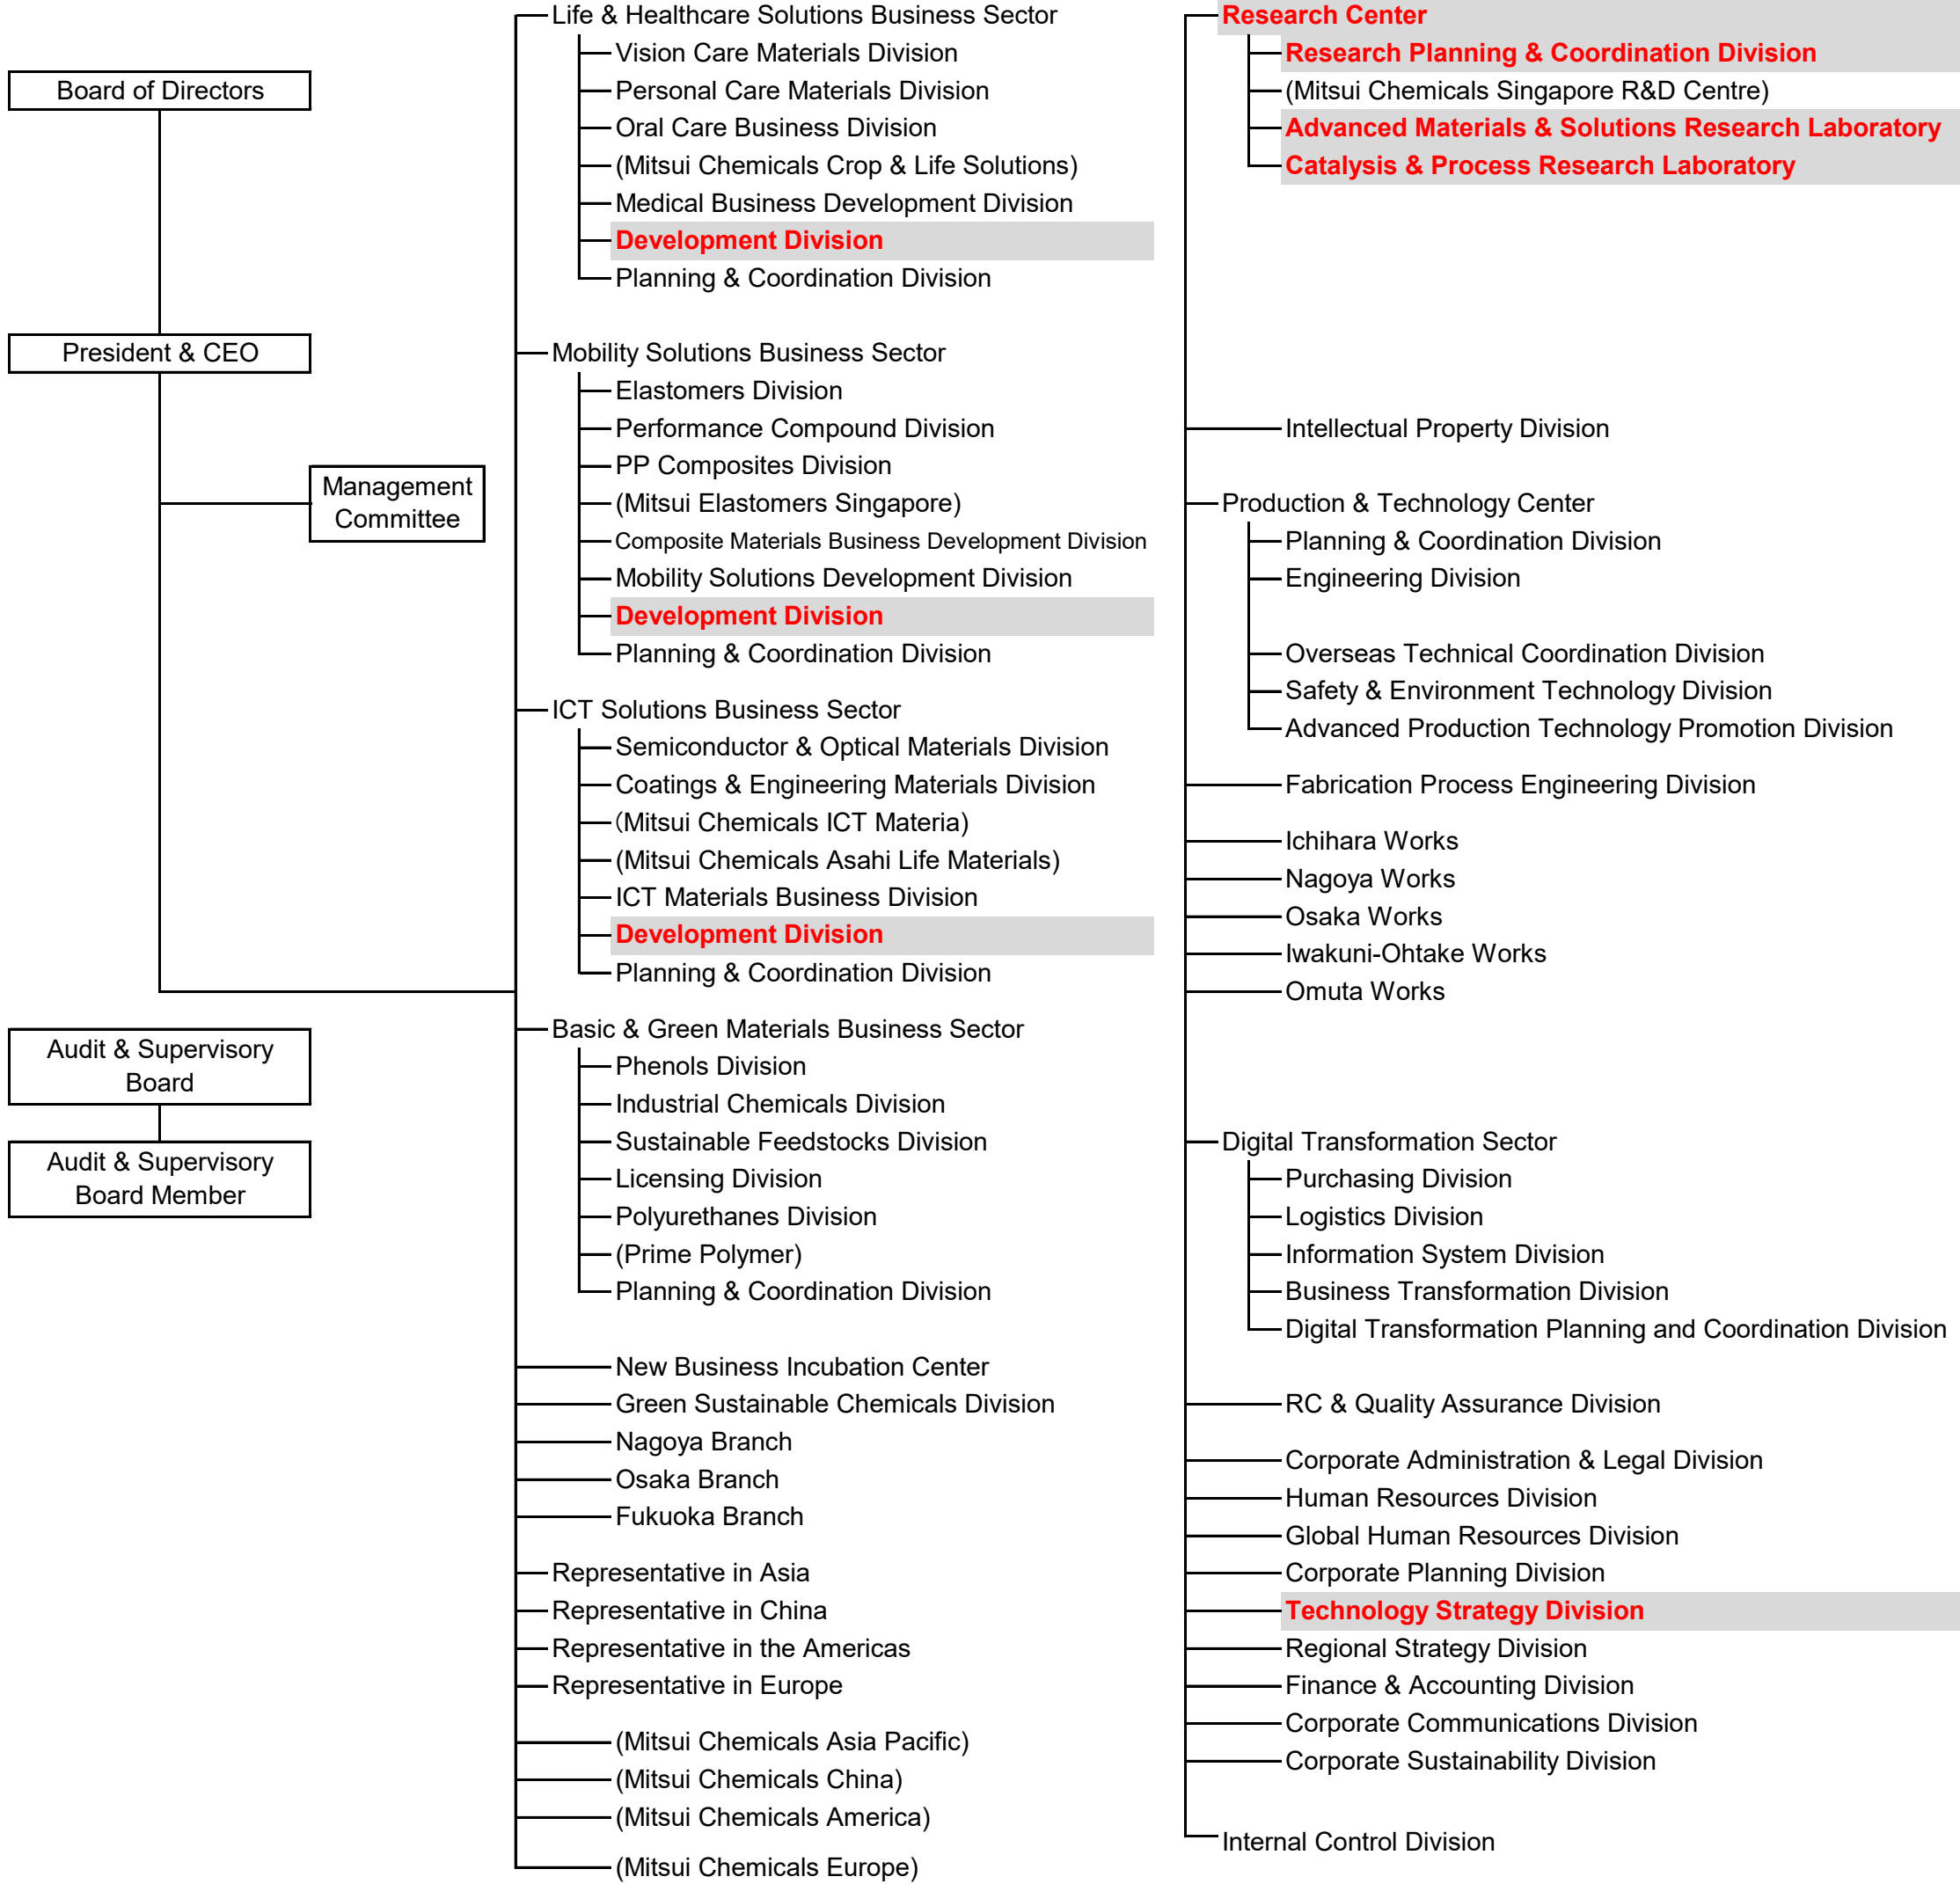 Board of Directors
President & CEO
Management
Committee
Audit & Supervisory
Board
Audit & Supervisory
Board Member
Life & Healthcare Solutions Business Sector
Vision Care Materials Division
Personal Care Materials Division
Oral Care Business Division
(Mitsui Chemicals Crop & Life Solutions)
Medical Business Development Division
Development Division
Planning & Coordination Division
Mobility Solutions Business Sector
Elastomers Division
Performance Compound Division
PP Composites Division
(Mitsui Elastomers Singapore)
Composite Materials Business Development Division
Mobility Solutions Development Division
Development Division
Planning & Coordination Division
ICT Solutions Business Sector
Semiconductor & Optical Materials Division
Coatings & Engineering Materials Division
(Mitsui Chemicals ICT Materia)
(Mitsui Chemicals Asahi Life Materials)
ICT Materials Business Division
Development Division
Planning & Coordination Division
Basic & Green Materials Business Sector
Phenols Division
Industrial Chemicals Division
Sustainable Feedstocks Division
Licensing Division
Polyurethanes Division
(Prime Polymer)
Planning & Coordination Division
New Business Incubation Center
Green Sustainable Chemicals Division
Nagoya Branch
Osaka Branch
Fukuoka Branch
Representative in Asia
Representative in China
Representative in the Americas
Representative in Europe
(Mitsui Chemicals Asia Pacific)
(Mitsui Chemicals China)
(Mitsui Chemicals America)
(Mitsui Chemicals Europe)
Research Center
Research Planning & Coordination Division
(Mitsui Chemicals Singapore R&D Centre)
Advanced Materials & Solutions Research Laboratory
Catalysis & Process Research Laboratory
Intellectual Property Division
Production & Technology Center
Planning & Coordination Division
Engineering Division
Overseas Technical Coordination Division
Safety & Environment Technology Division
Advanced Production Technology Promotion Division
Fabrication Process Engineering Division
Ichihara Works
Nagoya Works
Osaka Works
Iwakuni-Ohtake Works
Omuta Works
Digital Transformation Sector
Purchasing Division
Logistics Division
Information System Division
Business Transformation Division
Digital Transformation Planning and Coordination Division
RC & Quality Assurance Division
Corporate Administration & Legal Division
Human Resources Division
Global Human Resources Division
Corporate Planning Division
Technology Strategy Division
Regional Strategy Division
Finance & Accounting Division
Corporate Communications Division
Corporate Sustainability Division
Internal Control Division